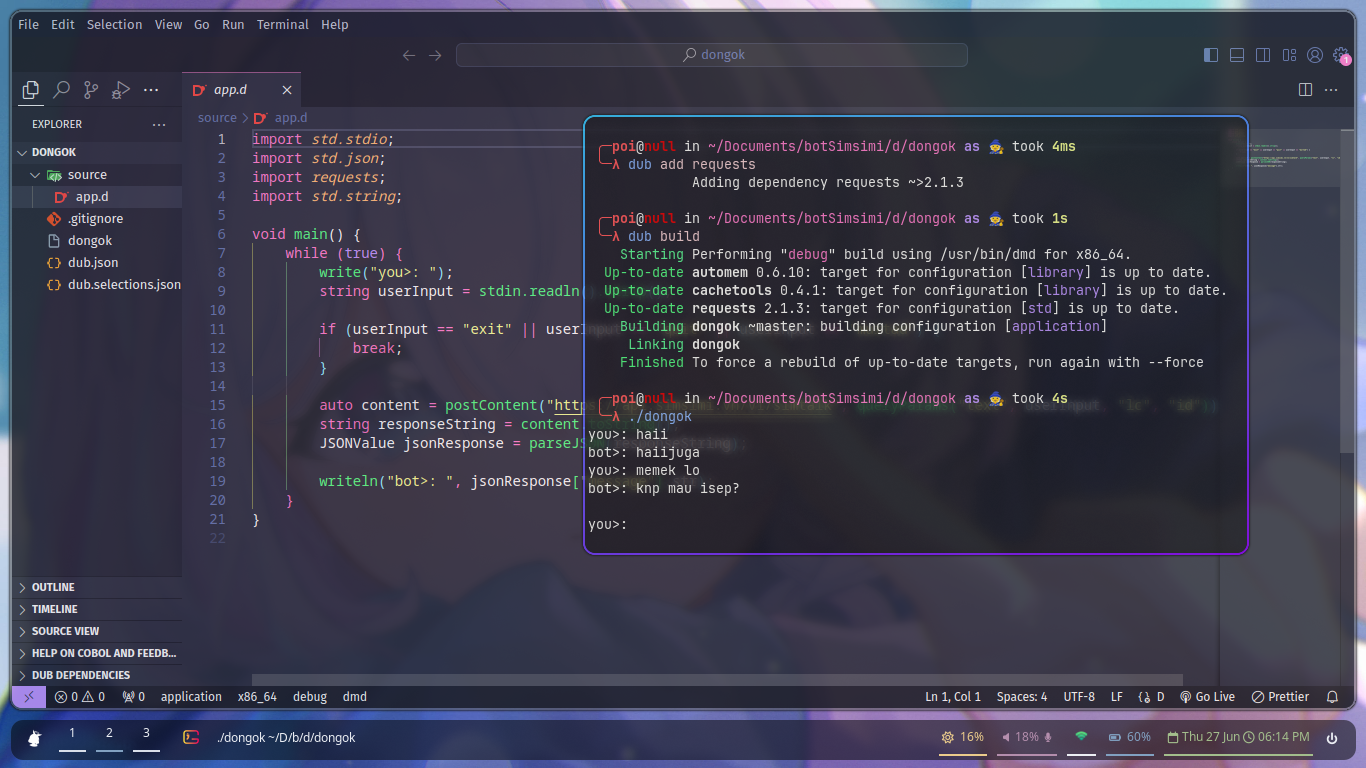 File Edit Selection View Go Run Terminal Help
dongok
1
app.d
EXPLORER
source > app.d
DONGOK
source
app.d
.gitignore
dongok
dub.json
dub.selections.json
OUTLINE
TIMELINE
SOURCE VIEW
HELP ON COBOL AND FEEDB...
DUB DEPENDENCIES
1 import std.stdio;
2 import std.json;
3 import requests;
4 import std.string;
5
6 void main() {
7 while (true) {
8 write("you>: ");
9 string userInput = stdin.readln
10
11 if (userInput == "exit" ||
12 break;
13 }
14
15 auto content = postContent("http
16 string responseString = content
17 JSONValue jsonResponse =
18
19 writeln("bot>: ", jsonResponse["
20 }
21 }
22
poi@null in ~/Documents/botSimsimi/d/dongok as 🧙 took 4ms
λ dub add requests
Adding dependency requests ~>2.1.3
poi@null in ~/Documents/botSimsimi/d/dongok as 🧙 took 1s
λ dub build
Starting Performing "debug" build using /usr/bin/dmd for x86_64.
Up-to-date automem 0.6.10: target for configuration [library] is up to date.
Up-to-date cachetools 0.4.1: target for configuration [library] is up to date.
Up-to-date requests 2.1.3: target for configuration [std] is up to date.
Building dongok ~master: building configuration [application]
Linking dongok
Finished To force a rebuild of up-to-date targets, run again with --force
poi@null in ~/Documents/botSimsimi/d/dongok as 🧙 took 4s
λ ./dongok
you>: haii
bot>: haiijuga
you>: memek lo
bot>: knp mau isep?
you>:
0 0 0 application x86_64 debug dmd
Ln 1, Col 1 Spaces: 4 UTF-8 LF D Go Live Prettier
1 2 3 ./dongok ~/D/b/d/dongok
16% 18% 60% Thu 27 Jun 06:14 PM